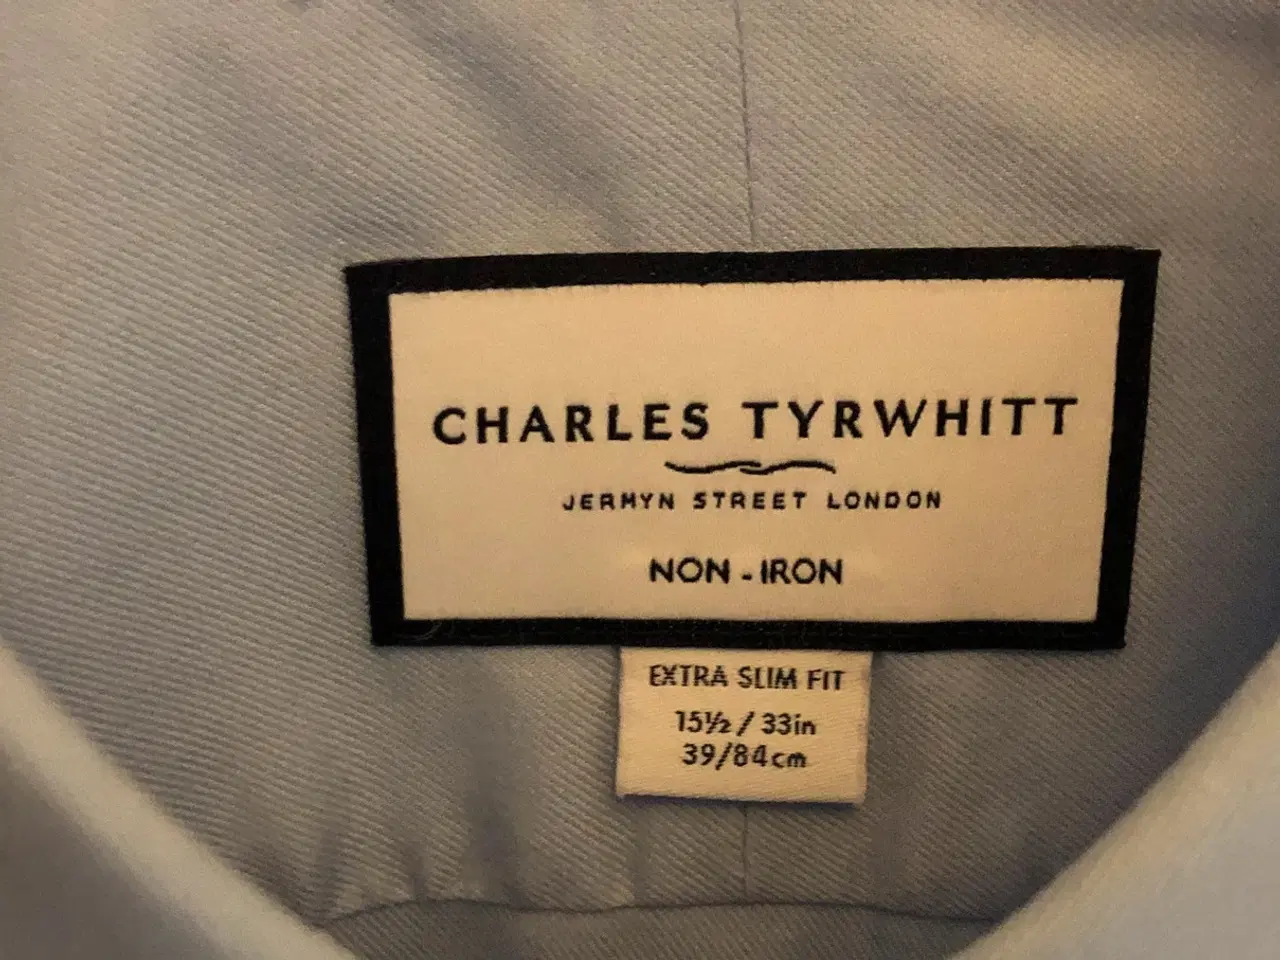 CHARLES TYRWHITT
JERMYN STREET LONDON
NON - IRON
EXTRA SLIM FIT
15½ / 33in
39/84cm